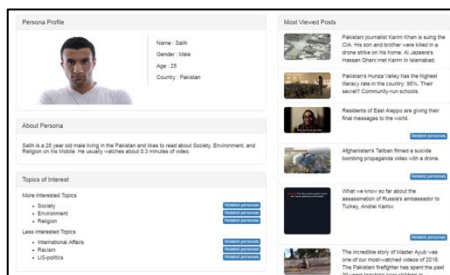 Persona Profile
Name : Salih
Gender : Male
Age : 25
Country : Pakistan
About Persona
Salih is a 25 year old male living in the Pakistan and likes to read about Society, Environment, and
Religion on his Mobile. He usually watches about 0.3 minutes of video.
Topics of Interest
More Interested Topics
Society
Related personas
Environment
Related personas
Religion
Related personas
Less Interested Topics
International Affairs
Related personas
Racism
Related personas
US-politics
Related personas
Most Viewed Posts
Pakistani journalist Karim Khan is suing the
CIA. His son and brother were killed in a
drone strike on his home. Al Jazeera's
Hassan Ghani met Karim in Islamabad.
Pakistan's Hunza Valley has the highest
literacy rate in the country: 95%. Their
secret? Community-run schools.
Residents of East Aleppo are giving their
final messages to the world.
Related personas
Afghanistan's Taliban filmed a suicide
bombing propaganda video with a drone.
Related personas
What we know so far about the
assassination of Russia's ambassador to
Turkey, Andrei Karlov.
Related personas
The incredible story of Master Ayub was
one of our most-watched videos of 2016.
The Pakistani firefighter has spent the past